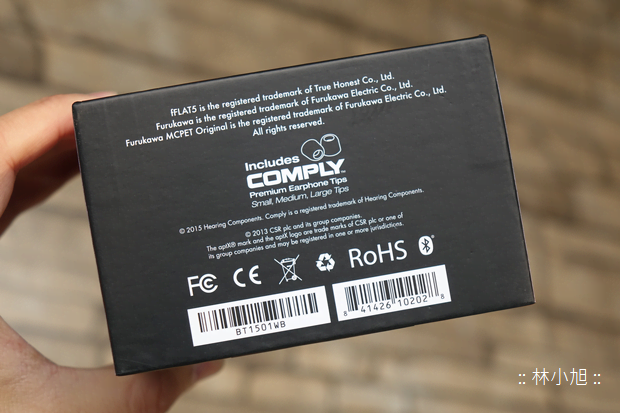 fFLAT5 is the registered trademark of True Honest Co., Ltd.
Furukawa is the registered trademark of Furukawa Electric Co., Ltd.
Furukawa MCPET Original is the registered trademark of Furukawa Electric Co., Ltd.
All rights reserved.
Includes
COMPLY™
Premium Earphone Tips
Small, Medium, Large Tips
© 2015 Hearing Components. Comply is a registered trademark of Hearing Components.
© 2013 CSR plc and its group companies.
The aptX® mark and the aptX logo are trade marks of CSR plc or one of
its group companies and may be registered in one or more jurisdictions.
FC CE RoHS
BT1501WB
8 41426 10202 8
:: 林小旭 ::